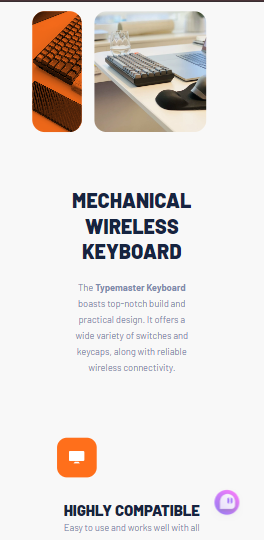 MECHANICAL
WIRELESS
KEYBOARD
The Typemaster Keyboard
boasts top-notch build and
practical design. It offers a
wide variety of switches and
keycaps, along with reliable
wireless connectivity.
HIGHLY COMPATIBLE
Easy to use and works well with all